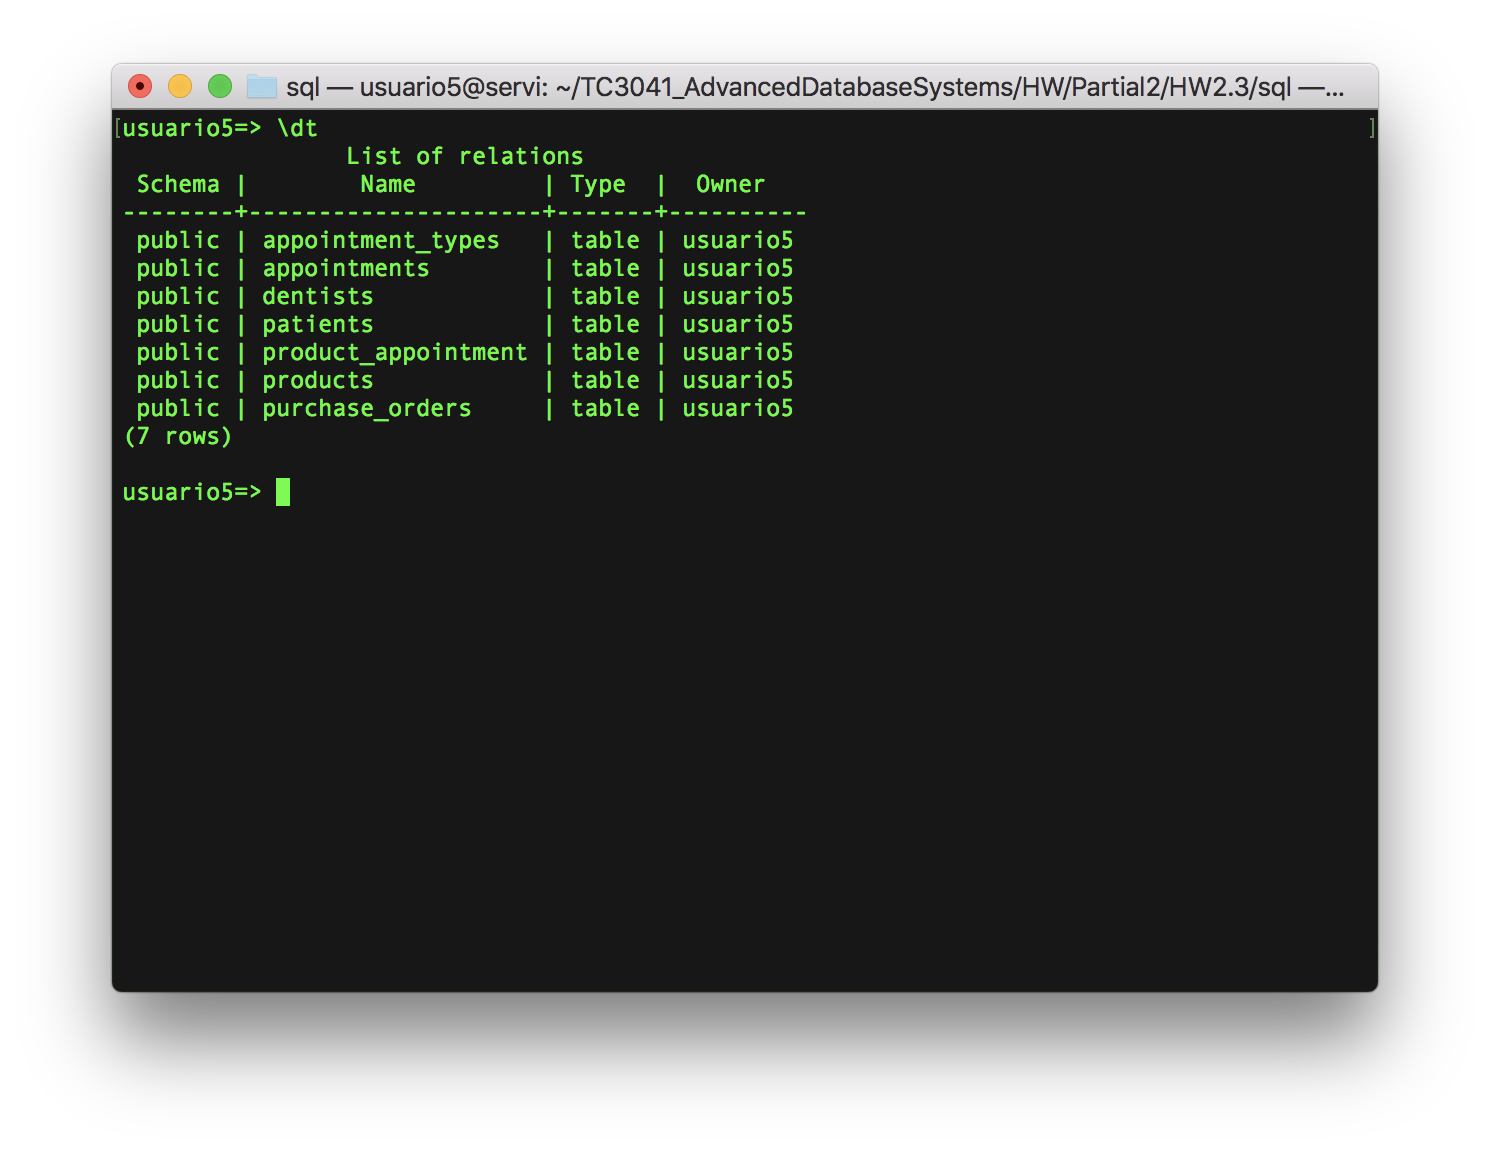 sql — usuario5@servi: ~/TC3041_AdvancedDatabaseSystems/HW/Partial2/HW2.3/sql —...
[usuario5=> \dt ]
List of relations
 Schema |        Name         | Type  |  Owner
--------+---------------------+-------+----------
 public | appointment_types   | table | usuario5
 public | appointments        | table | usuario5
 public | dentists            | table | usuario5
 public | patients            | table | usuario5
 public | product_appointment | table | usuario5
 public | products            | table | usuario5
 public | purchase_orders     | table | usuario5
(7 rows)
usuario5=>